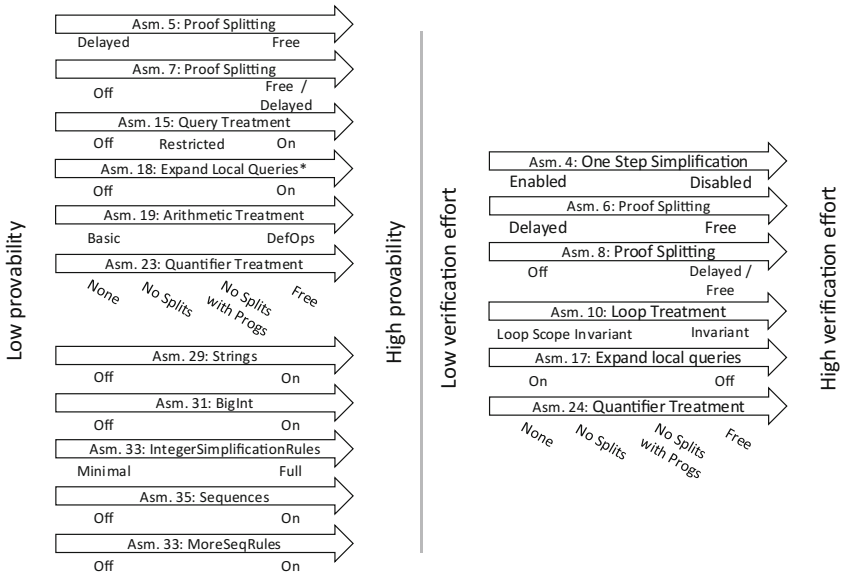 Low provability
Asm. 5: Proof Splitting
Delayed Free
Asm. 7: Proof Splitting
Off Free /
Delayed
Asm. 15: Query Treatment
Off Restricted On
Asm. 18: Expand Local Queries*
Off On
Asm. 19: Arithmetic Treatment
Basic DefOps
Asm. 23: Quantifier Treatment
None No Splits No Splits Free
with Progs
Asm. 29: Strings
Off On
Asm. 31: BigInt
Off On
Asm. 33: IntegerSimplificationRules
Minimal Full
Asm. 35: Sequences
Off On
Asm. 33: MoreSeqRules
Off On
High provability
Low verification effort
Asm. 4: One Step Simplification
Enabled Disabled
Asm. 6: Proof Splitting
Delayed Free
Asm. 8: Proof Splitting
Off Delayed /
Free
Asm. 10: Loop Treatment
Loop Scope Invariant Invariant
Asm. 17: Expand local queries
On Off
Asm. 24: Quantifier Treatment
None No Splits No Splits Free
with Progs
High verification effort